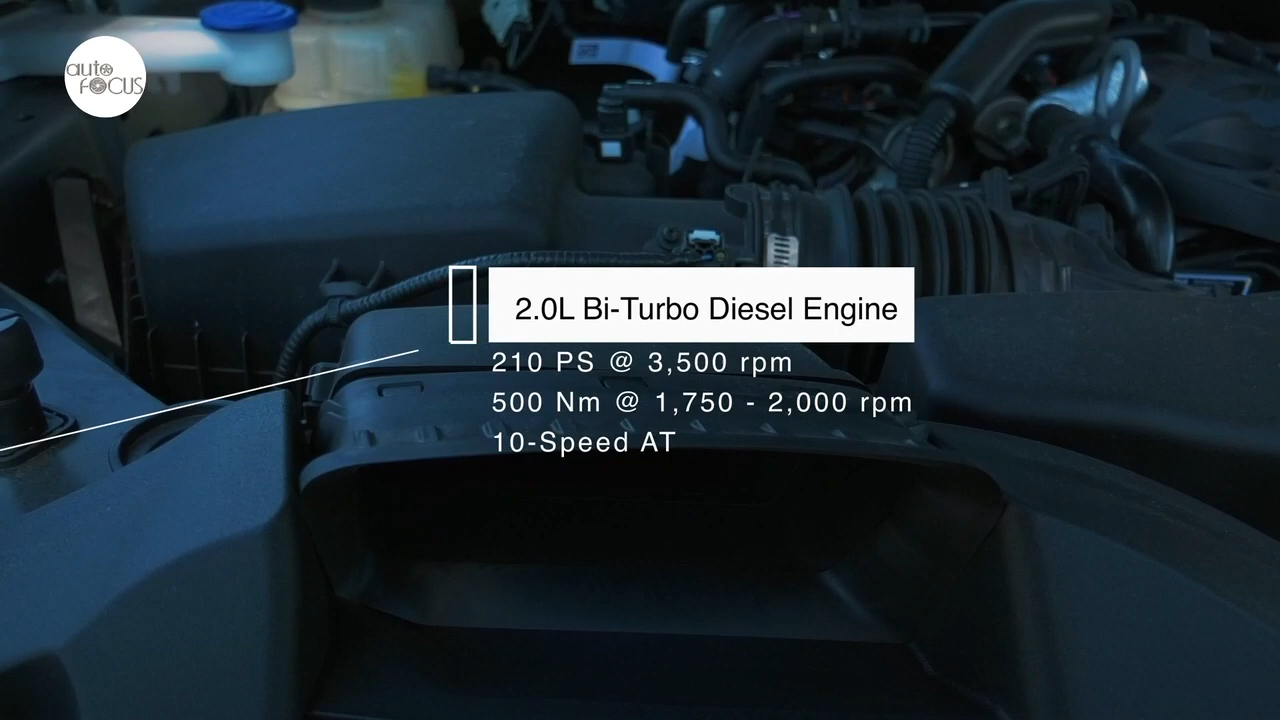 auto
FOCUS
2.0L Bi-Turbo Diesel Engine
210 PS @ 3,500 rpm
500 Nm @ 1,750 - 2,000 rpm
10-Speed AT